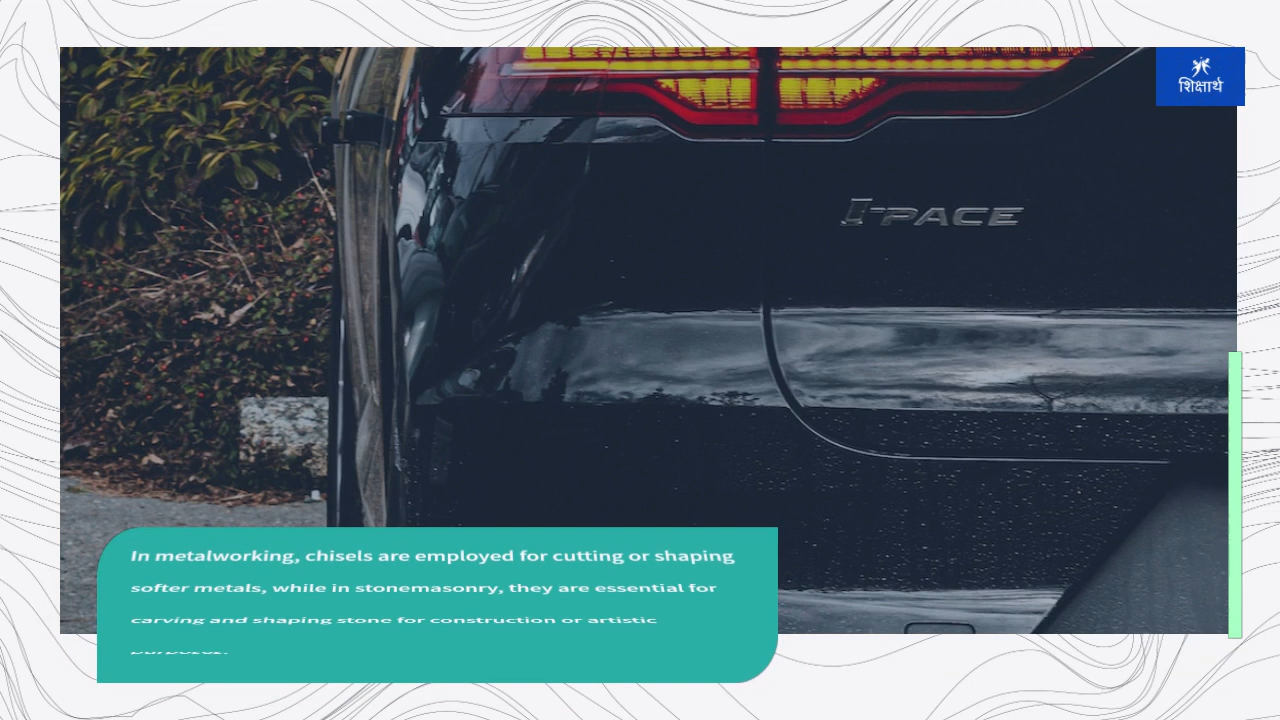 शिक्षार्थ
I-PACE
In metalworking, chisels are employed for cutting or shaping
softer metals, while in stonemasonry, they are essential for
carving and shaping stone for construction or artistic